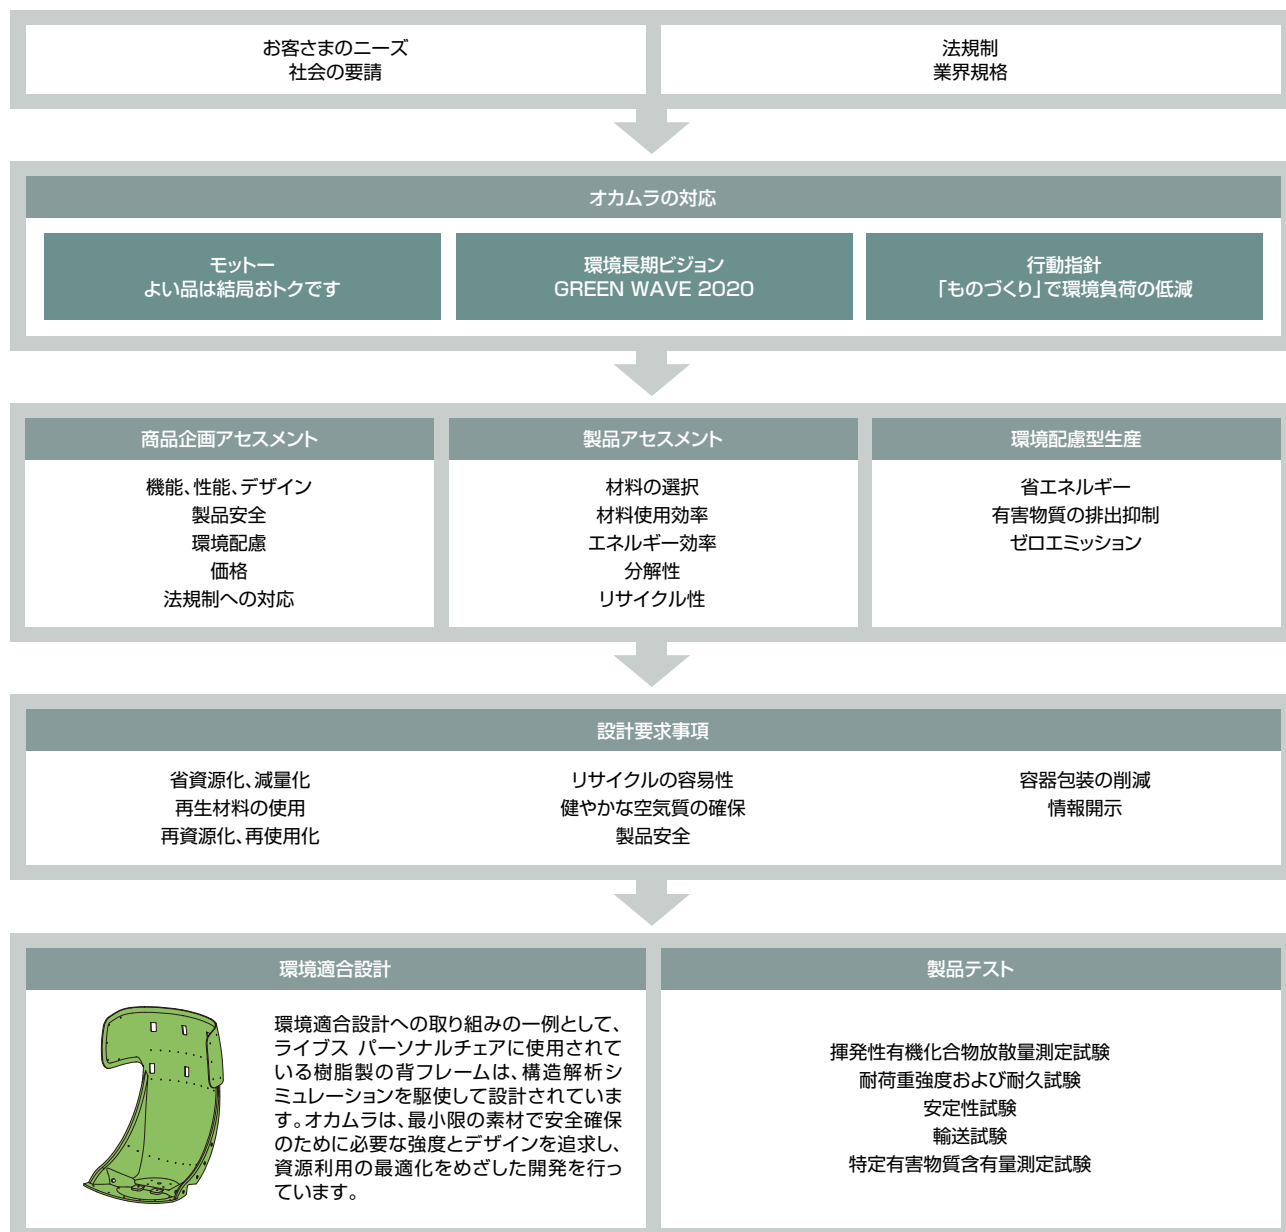 お客さまのニーズ
社会の要請
法規制
業界規格
オカムラの対応
モットー
よい品は結局おトクです
環境長期ビジョン
GREEN WAVE 2020
行動指針
「ものづくり」で環境負荷の低減
商品企画アセスメント
機能、性能、デザイン
製品安全
環境配慮
価格
法規制への対応
製品アセスメント
材料の選択
材料使用効率
エネルギー効率
分解性
リサイクル性
環境配慮型生産
省エネルギー
有害物質の排出抑制
ゼロエミッション
設計要求事項
省資源化、減量化
再生材料の使用
再資源化、再使用化
リサイクルの容易性
健やかな空気質の確保
製品安全
容器包装の削減
情報開示
環境適合設計
環境適合設計への取り組みの一例として、
ライブス パーソナルチェアに使用されて
いる樹脂製の背フレームは、構造解析シ
ミュレーションを駆使して設計されていま
す。オカムラは、最小限の素材で安全確保
のために必要な強度とデザインを追求し、
資源利用の最適化をめざした開発を行っ
ています。
製品テスト
揮発性有機化合物放散量測定試験
耐荷重強度および耐久試験
安定性試験
輸送試験
特定有害物質含有量測定試験